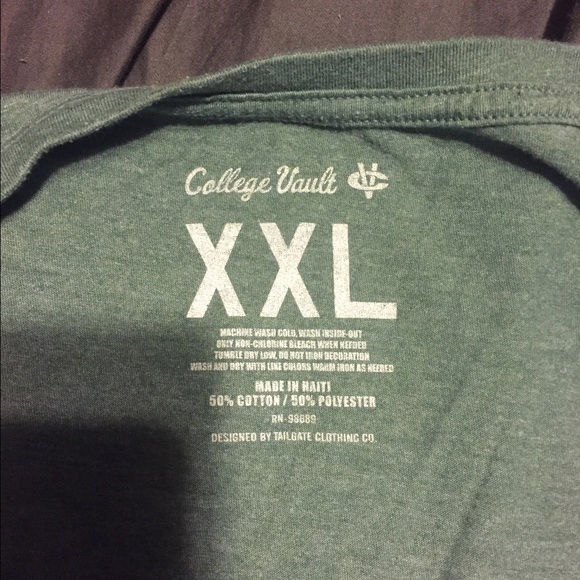 College Vault CV
XXL
MACHINE WASH COLD, WASH INSIDE-OUT
ONLY NON-CHLORINE BLEACH WHEN NEEDED
TUMBLE DRY LOW, DO NOT IRON DECORATION
WASH AND DRY WITH LIKE COLORS WARM IRON AS NEEDED
MADE IN HAITI
50% COTTON / 50% POLYESTER
RN-98689
DESIGNED BY TAILGATE CLOTHING CO.